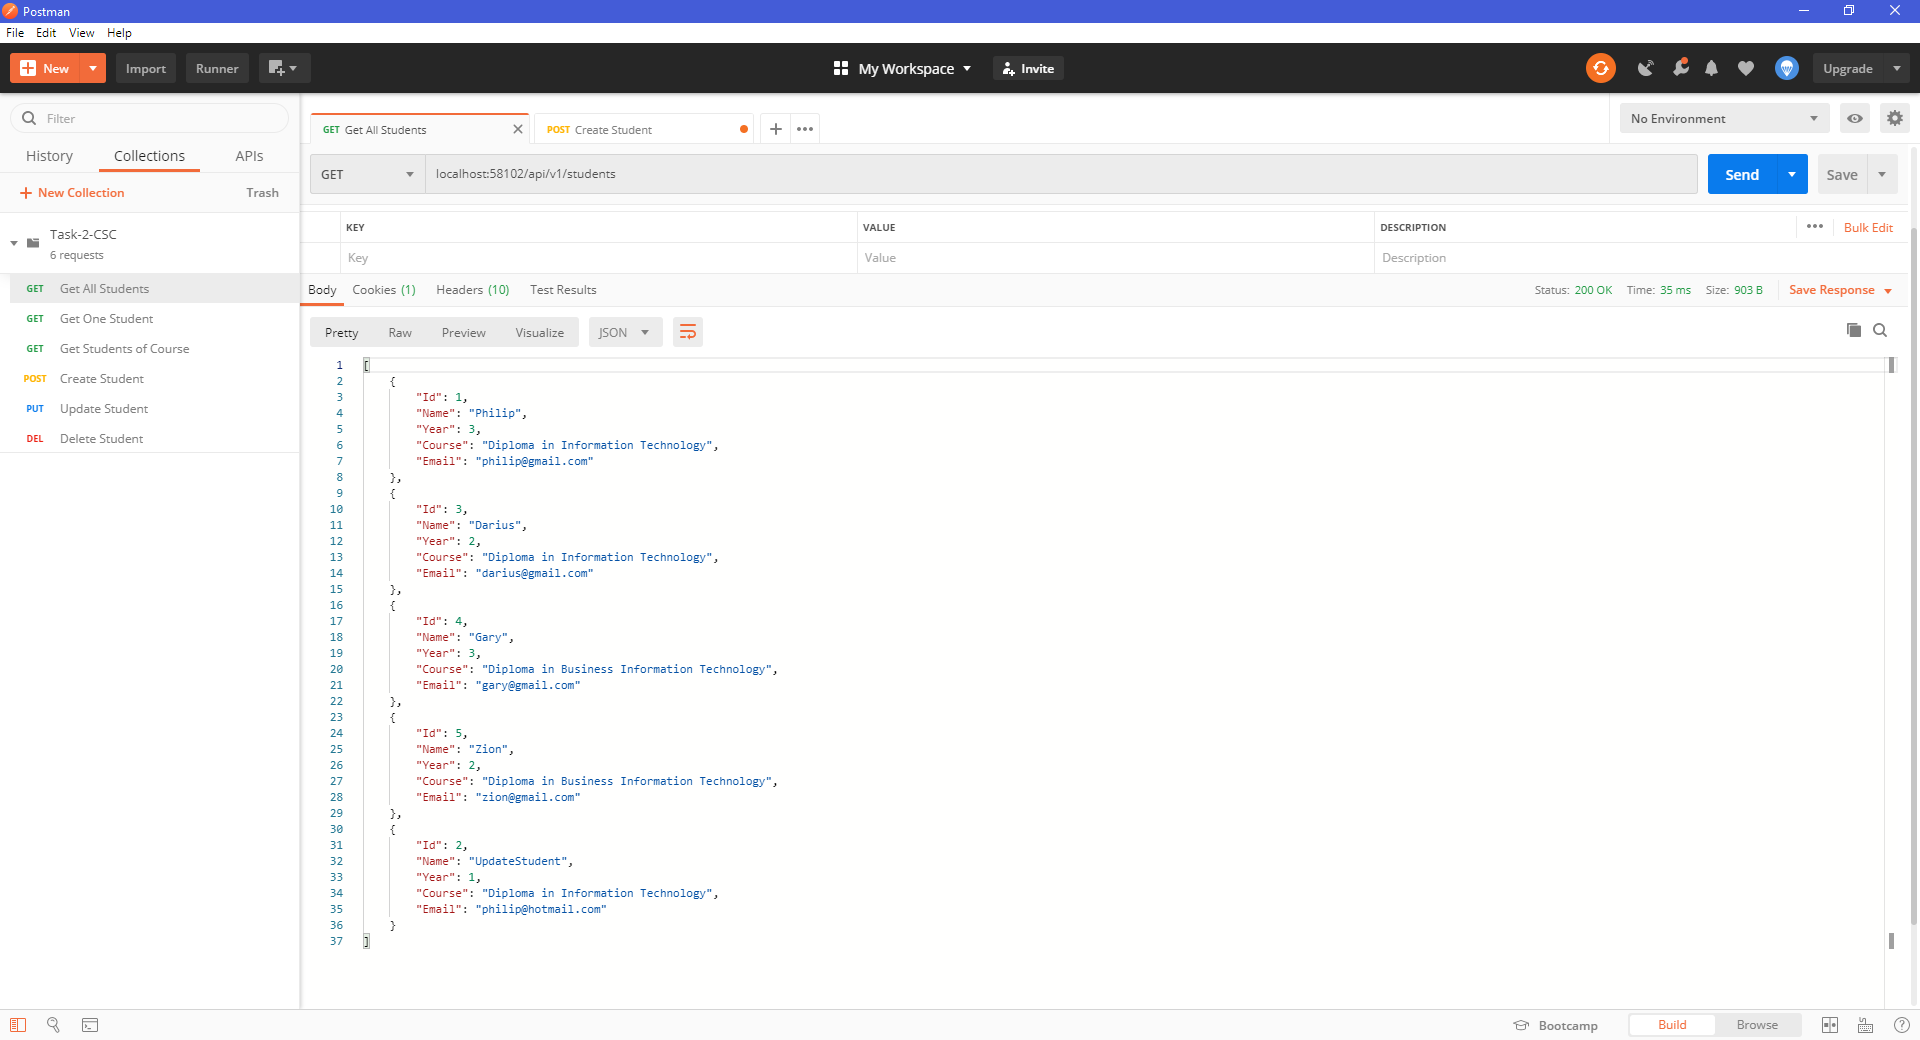 Postman
File Edit View Help
New Import Runner My Workspace Invite Upgrade
Filter
History Collections APIs
New Collection Trash
Task-2-CSC
6 requests
GET Get All Students
GET Get One Student
GET Get Students of Course
POST Create Student
PUT Update Student
DEL Delete Student
GET Get All Students POST Create Student No Environment
GET localhost:58102/api/v1/students Send Save
KEY VALUE DESCRIPTION Bulk Edit
Key Value Description
Body Cookies (1) Headers (10) Test Results Status: 200 OK Time: 35 ms Size: 903 B Save Response
Pretty Raw Preview Visualize JSON
1 [
2 {
3 "Id": 1,
4 "Name": "Philip",
5 "Year": 3,
6 "Course": "Diploma in Information Technology",
7 "Email": "philip@gmail.com"
8 },
9 {
10 "Id": 3,
11 "Name": "Darius",
12 "Year": 2,
13 "Course": "Diploma in Information Technology",
14 "Email": "darius@gmail.com"
15 },
16 {
17 "Id": 4,
18 "Name": "Gary",
19 "Year": 3,
20 "Course": "Diploma in Business Information Technology",
21 "Email": "gary@gmail.com"
22 },
23 {
24 "Id": 5,
25 "Name": "Zion",
26 "Year": 2,
27 "Course": "Diploma in Business Information Technology",
28 "Email": "zion@gmail.com"
29 },
30 {
31 "Id": 2,
32 "Name": "UpdateStudent",
33 "Year": 1,
34 "Course": "Diploma in Information Technology",
35 "Email": "philip@hotmail.com"
36 }
37 ]
Bootcamp Build Browse